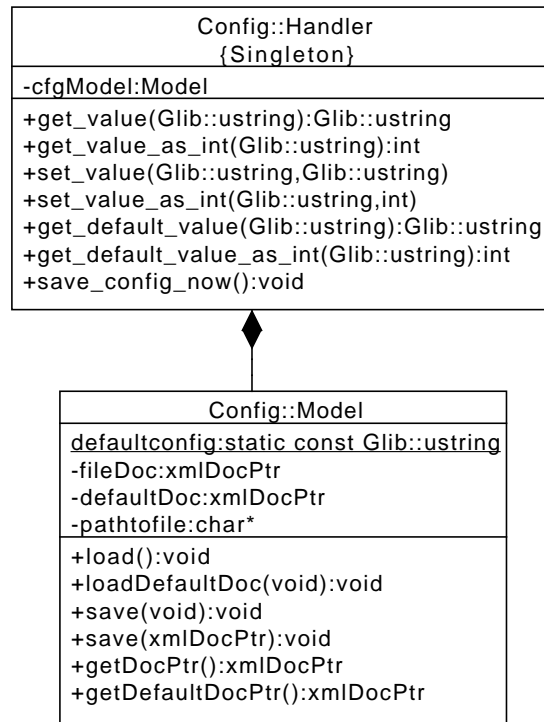 Config::Handler
{Singleton}
-cfgModel:Model
+get_value(Glib::ustring):Glib::ustring
+get_value_as_int(Glib::ustring):int
+set_value(Glib::ustring,Glib::ustring)
+set_value_as_int(Glib::ustring,int)
+get_default_value(Glib::ustring):Glib::ustring
+get_default_value_as_int(Glib::ustring):int
+save_config_now():void
Config::Model
defaultconfig:static const Glib::ustring
-fileDoc:xmlDocPtr
-defaultDoc:xmlDocPtr
-pathtofile:char*
+load():void
+loadDefaultDoc(void):void
+save(void):void
+save(xmlDocPtr):void
+getDocPtr():xmlDocPtr
+getDefaultDocPtr():xmlDocPtr